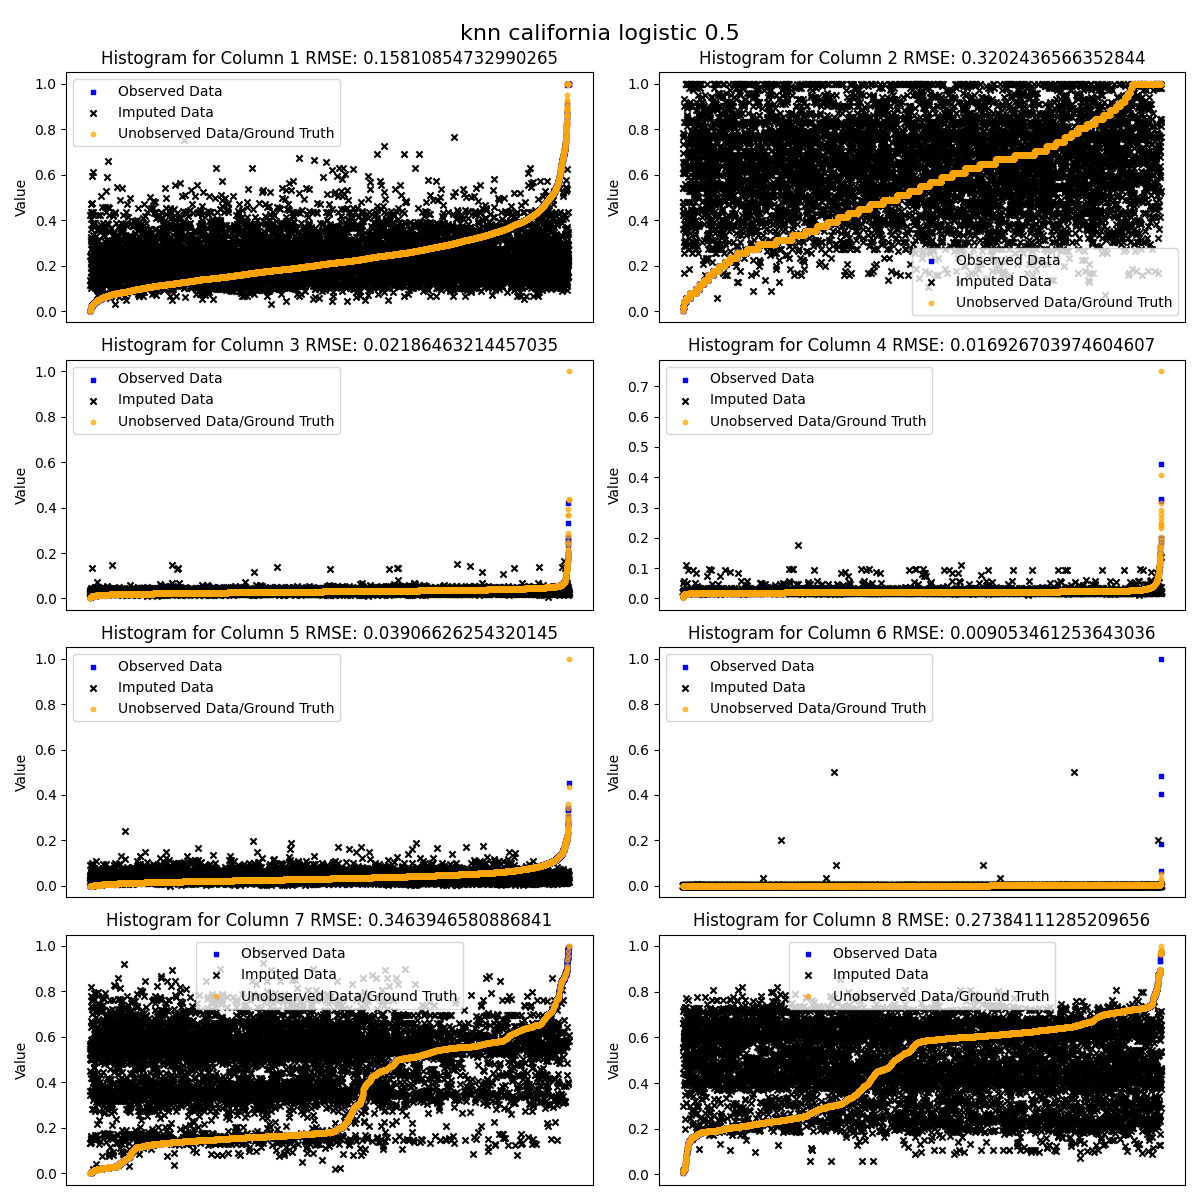 knn california logistic 0.5
Histogram for Column 1 RMSE: 0.15810854732990265
Value
1.0
0.8
0.6
0.4
0.2
0.0
Observed Data
Imputed Data
Unobserved Data/Ground Truth
Histogram for Column 2 RMSE: 0.3202436566352844
Value
1.0
0.8
0.6
0.4
0.2
0.0
Observed Data
Imputed Data
Unobserved Data/Ground Truth
Histogram for Column 3 RMSE: 0.02186463214457035
Value
1.0
0.8
0.6
0.4
0.2
0.0
Observed Data
Imputed Data
Unobserved Data/Ground Truth
Histogram for Column 4 RMSE: 0.016926703974604607
Value
0.7
0.6
0.5
0.4
0.3
0.2
0.1
0.0
Observed Data
Imputed Data
Unobserved Data/Ground Truth
Histogram for Column 5 RMSE: 0.03906626254320145
Value
1.0
0.8
0.6
0.4
0.2
0.0
Observed Data
Imputed Data
Unobserved Data/Ground Truth
Histogram for Column 6 RMSE: 0.009053461253643036
Value
1.0
0.8
0.6
0.4
0.2
0.0
Observed Data
Imputed Data
Unobserved Data/Ground Truth
Histogram for Column 7 RMSE: 0.3463946580886841
Value
1.0
0.8
0.6
0.4
0.2
0.0
Observed Data
Imputed Data
Unobserved Data/Ground Truth
Histogram for Column 8 RMSE: 0.27384111285209656
Value
1.0
0.8
0.6
0.4
0.2
0.0
Observed Data
Imputed Data
Unobserved Data/Ground Truth